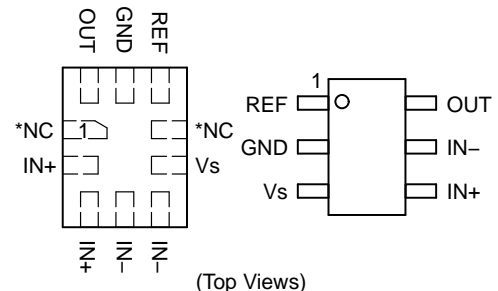 OUT GND REF
*NC 1 *NC
IN+ Vs
IN+ IN– IN–
1
REF OUT
GND IN–
Vs IN+
(Top Views)